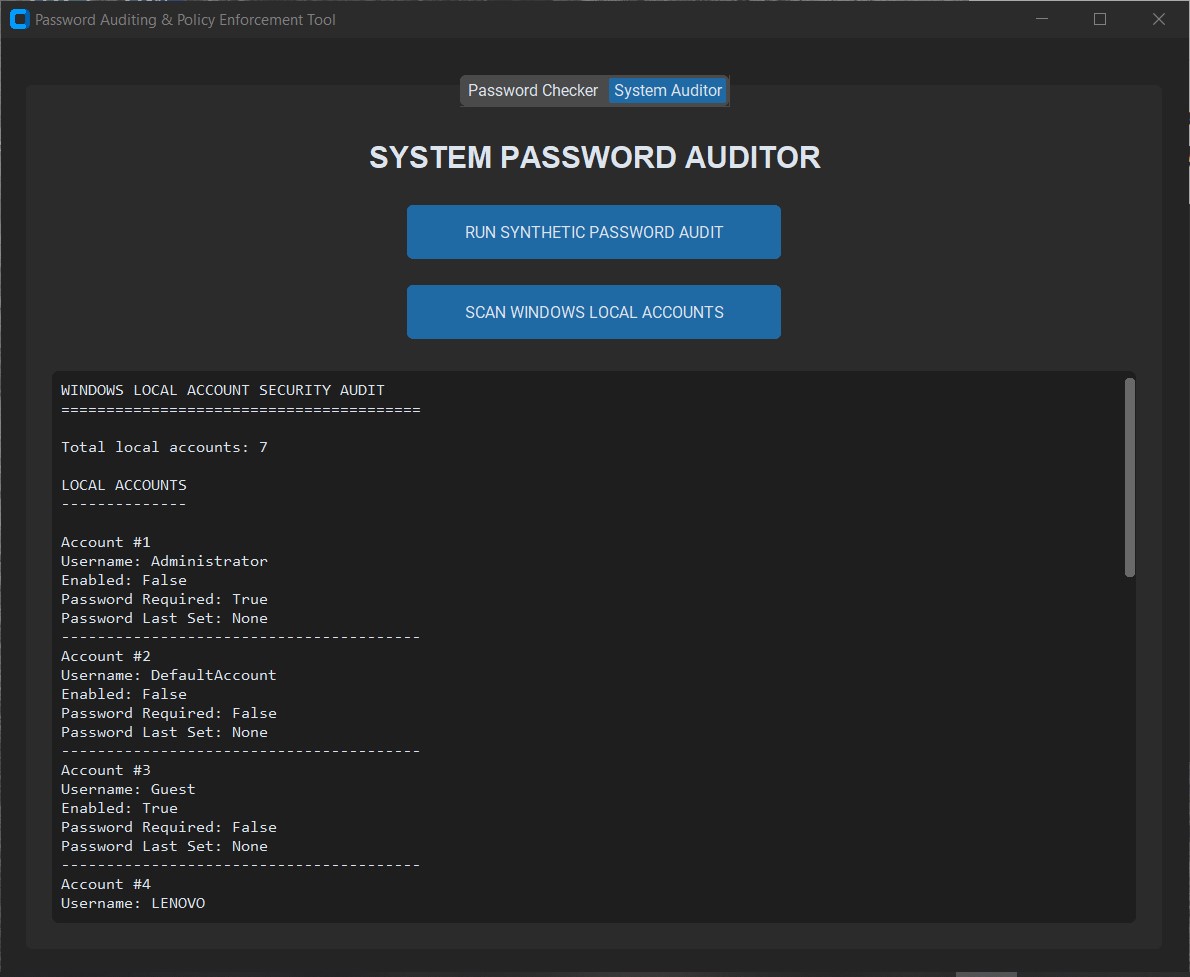 Password Auditing & Policy Enforcement Tool
Password Checker System Auditor
SYSTEM PASSWORD AUDITOR
RUN SYNTHETIC PASSWORD AUDIT
SCAN WINDOWS LOCAL ACCOUNTS
WINDOWS LOCAL ACCOUNT SECURITY AUDIT
========================================
Total local accounts: 7
LOCAL ACCOUNTS
--------------
Account #1
Username: Administrator
Enabled: False
Password Required: True
Password Last Set: None
----------------------------------------
Account #2
Username: DefaultAccount
Enabled: False
Password Required: False
Password Last Set: None
----------------------------------------
Account #3
Username: Guest
Enabled: True
Password Required: False
Password Last Set: None
----------------------------------------
Account #4
Username: LENOVO